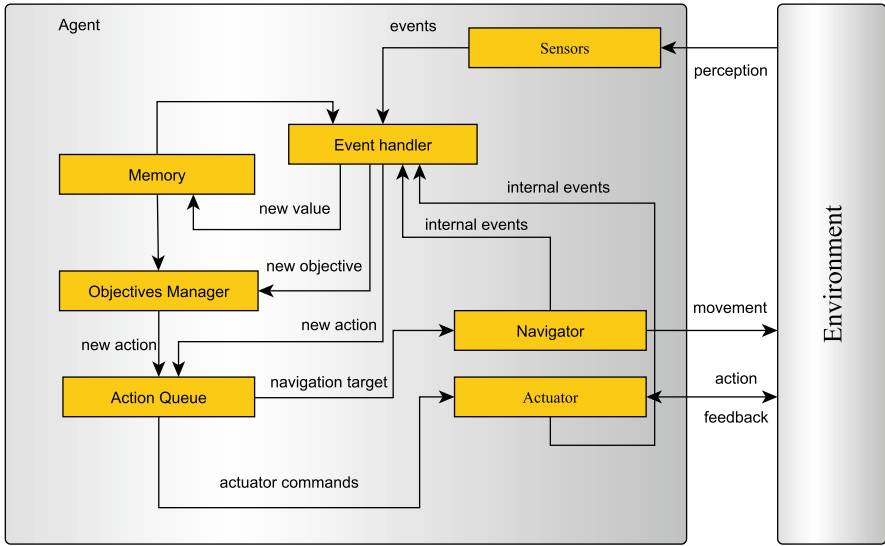 Agent
events
Sensors
perception
Event handler
Memory
internal events
new value
internal events
new objective
Objectives Manager
Environment
movement
new action
Navigator
new action
navigation target
action
Action Queue
Actuator
feedback
actuator commands